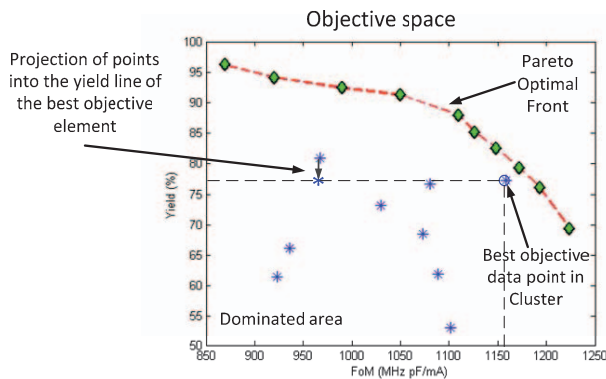 Objective space
Projection of points
into the yield line of
the best objective
element
Pareto
Optimal
Front
Best objective
data point in
Cluster
Dominated area
Yield (%)
100
95
90
85
80
75
70
65
60
55
50
850 900 950 1000 1050 1100 1150 1200 1250
FoM (MHz pF/mA)